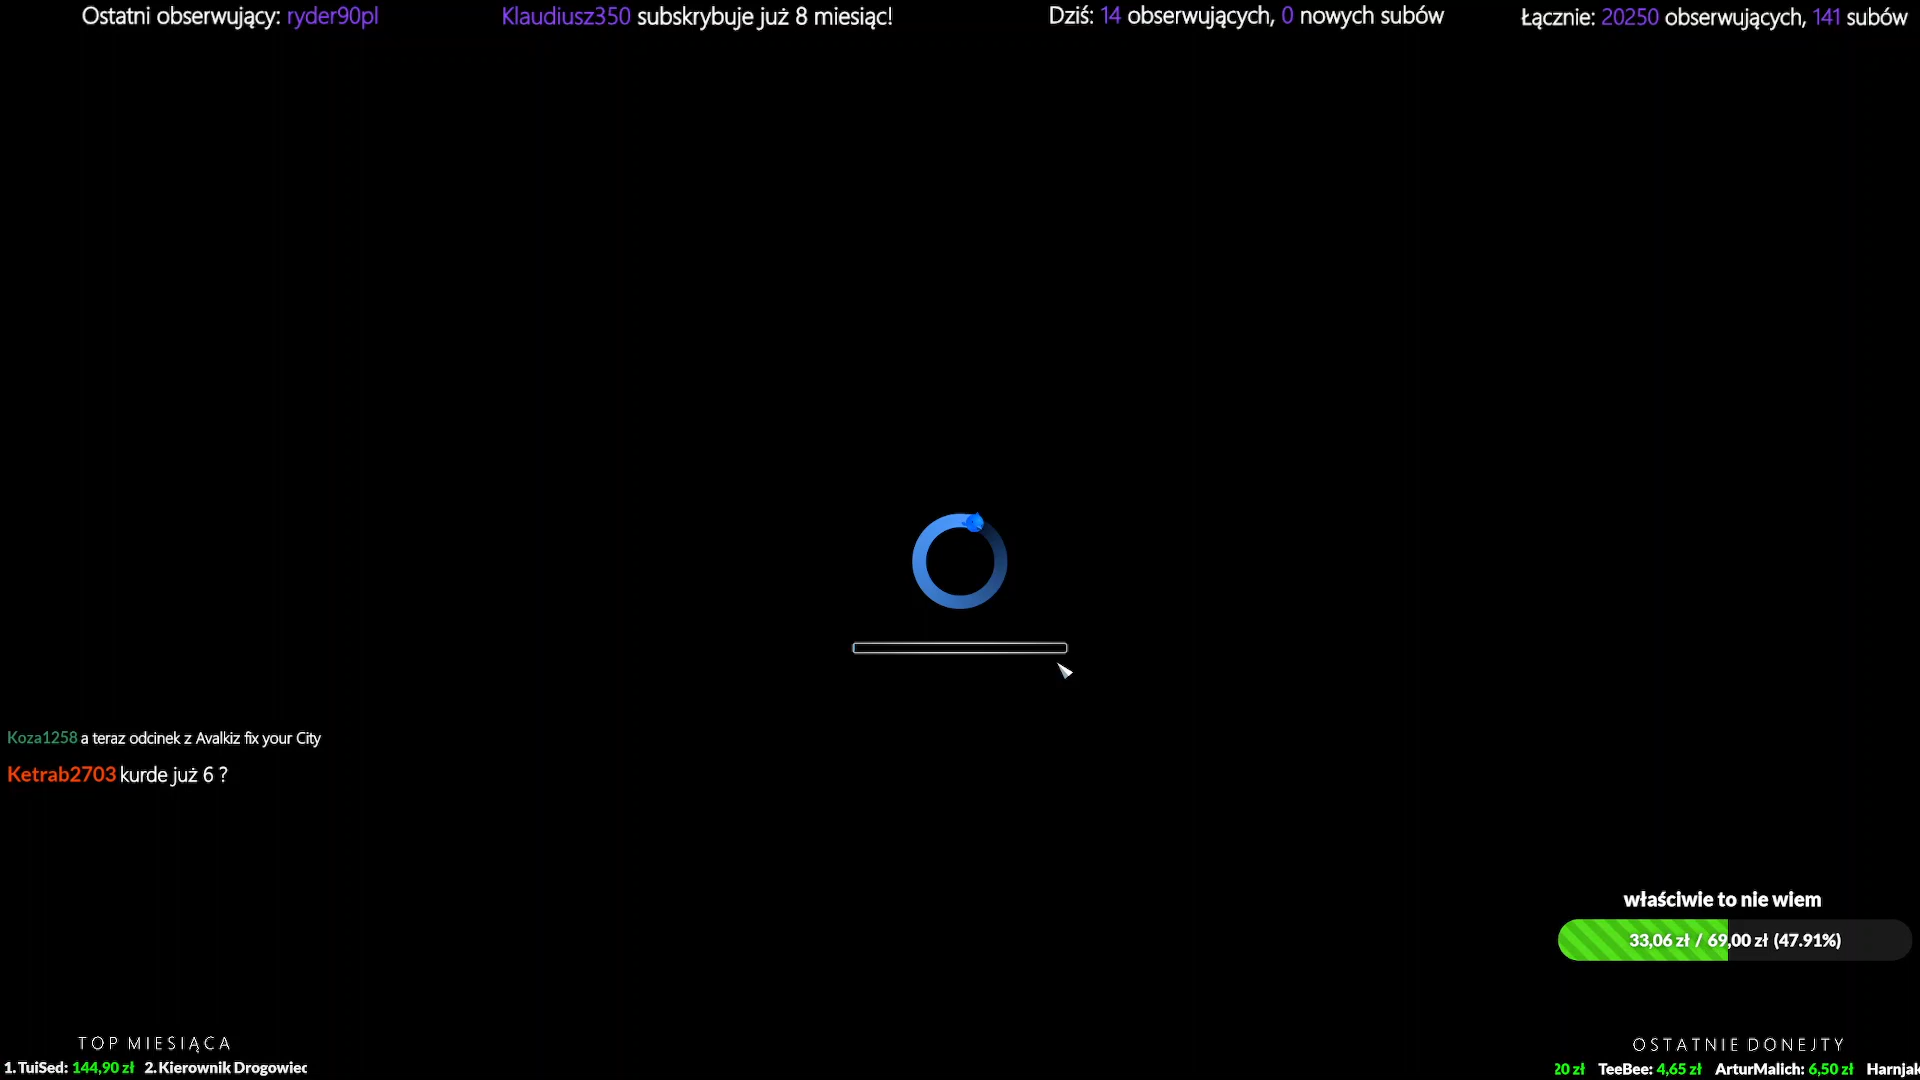 Ostatni obserwujący: ryder90pl
Klaudiusz350 subskrybuje już 8 miesiąc!
Dziś: 14 obserwujących, 0 nowych subów
Łącznie: 20250 obserwujących, 141 subów
Koza1258 a teraz odcinek z Avalkiz fix your City
Ketrab2703 kurde już 6 ?
właściwie to nie wiem
33,06 zł / 69,00 zł (47.91%)
TOP MIESIĄCA
1. TuiSed: 144,90 zł 2. Kierownik Drogowiec
OSTATNIE DONEJTY
20 zł TeeBee: 4,65 zł ArturMalich: 6,50 zł Harnjak